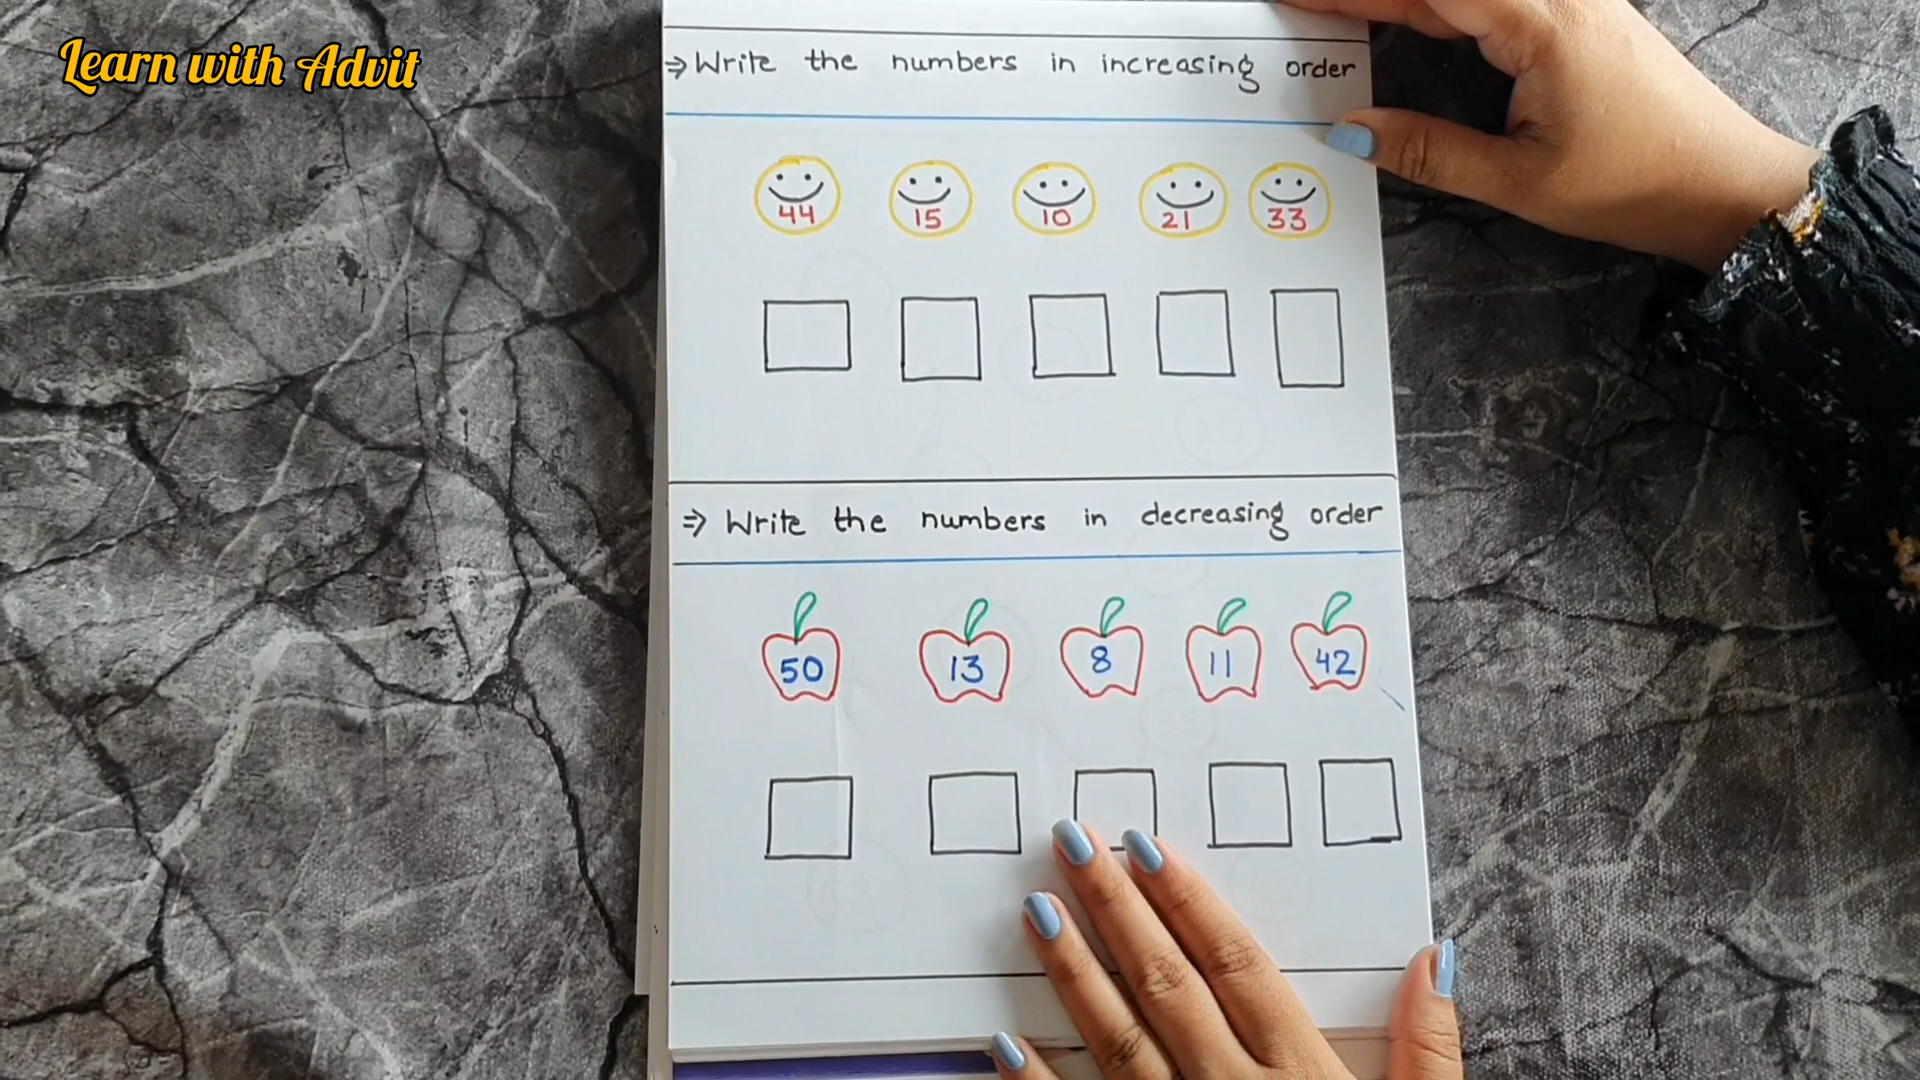 Learn with Advit
⇒ Write the numbers in increasing order
44 15 10 21 33
⇒ Write the numbers in decreasing order
50 13 8 11 42